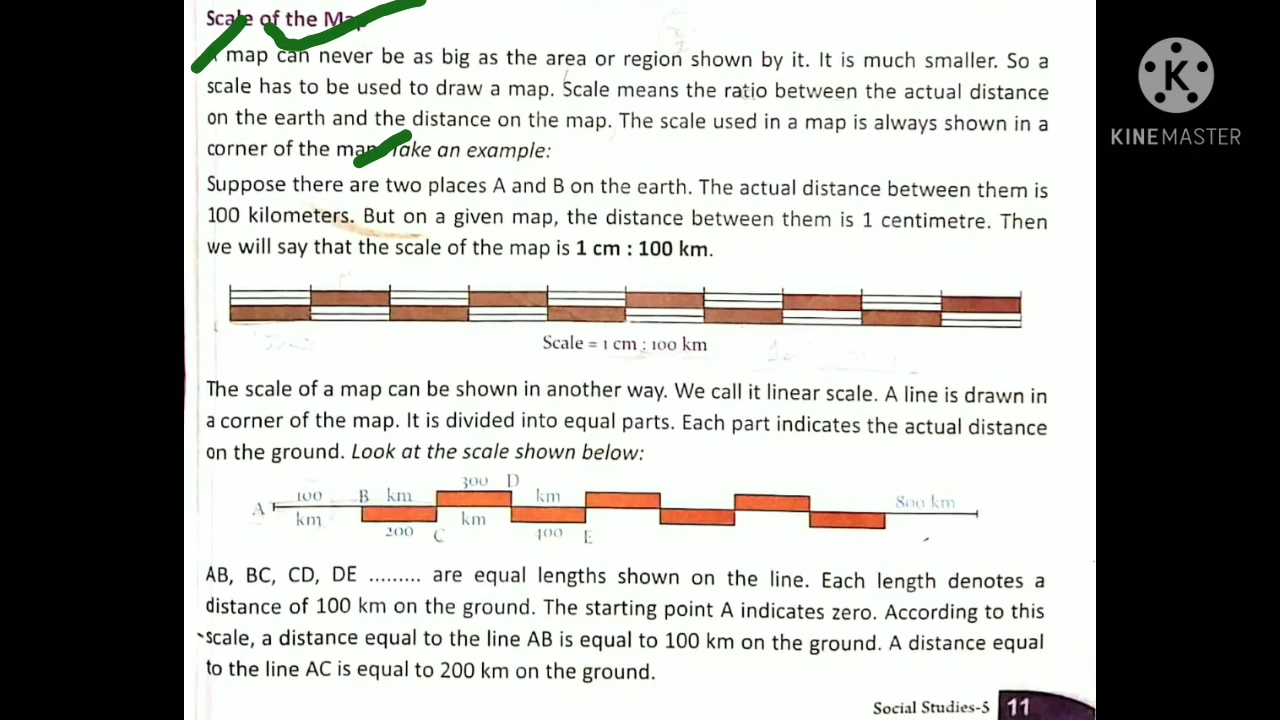 Scale of the Map
map can never be as big as the area or region shown by it. It is much smaller. So a
scale has to be used to draw a map. Scale means the ratio between the actual distance
on the earth and the distance on the map. The scale used in a map is always shown in a
corner of the map. Take an example:
Suppose there are two places A and B on the earth. The actual distance between them is
100 kilometers. But on a given map, the distance between them is 1 centimetre. Then
we will say that the scale of the map is 1 cm : 100 km.
Scale = 1 cm : 100 km
The scale of a map can be shown in another way. We call it linear scale. A line is drawn in
a corner of the map. It is divided into equal parts. Each part indicates the actual distance
on the ground. Look at the scale shown below:
300 D
100 B km km 800 km
A
km km
200 C 400 E
AB, BC, CD, DE ......... are equal lengths shown on the line. Each length denotes a
distance of 100 km on the ground. The starting point A indicates zero. According to this
scale, a distance equal to the line AB is equal to 100 km on the ground. A distance equal
to the line AC is equal to 200 km on the ground.
Social Studies-5 11
K
KINEMASTER